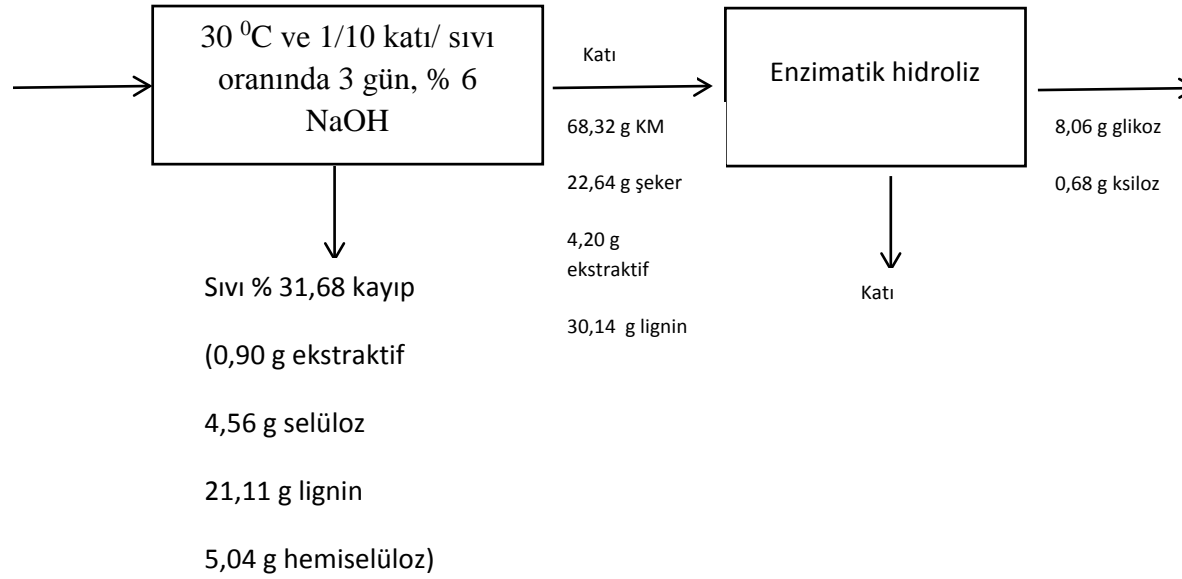 30 ⁰C ve 1/10 katı/ sıvı
oranında 3 gün, % 6
NaOH
Katı
68,32 g KM
22,64 g şeker
4,20 g
ekstraktif
30,14 g lignin
Enzimatik hidroliz
8,06 g glikoz
0,68 g ksiloz
Sıvı % 31,68 kayıp
(0,90 g ekstraktif
4,56 g selüloz
21,11 g lignin
5,04 g hemiselüloz)
Katı